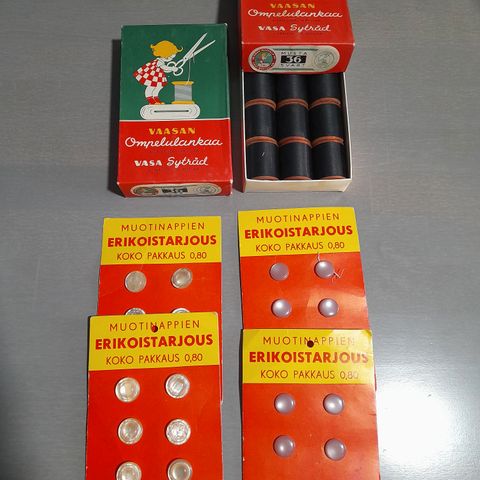 VAASAN
Ompelulankaa
VASA Sytråd
VAASAN
Ompelulankaa
VASA Sytråd
MUSTA
36
SVART
MUOTINAPPIEN
ERIKOISTARJOUS
KOKO PAKKAUS 0,80
MUOTINAPPIEN
ERIKOISTARJOUS
KOKO PAKKAUS 0,80
MUOTINAPPIEN
ERIKOISTARJOUS
KOKO PAKKAUS 0,80
MUOTINAPPIEN
ERIKOISTARJOUS
KOKO PAKKAUS 0,80